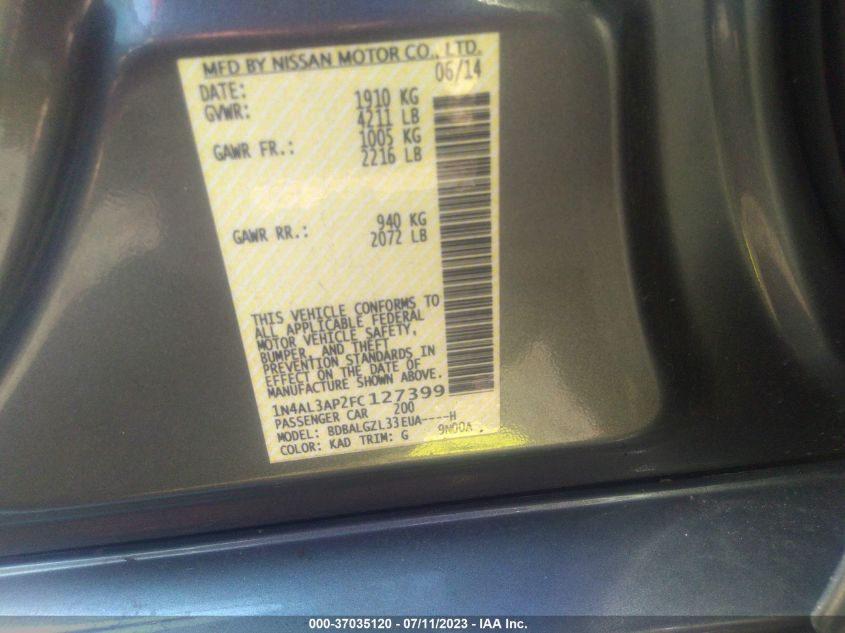 MFD BY NISSAN MOTOR CO., LTD.
DATE: 06/14
GVWR: 1910 KG
4211 LB
GAWR FR.: 1005 KG
2216 LB
GAWR RR.: 940 KG
2072 LB
THIS VEHICLE CONFORMS TO
ALL APPLICABLE FEDERAL
MOTOR VEHICLE SAFETY,
BUMPER, AND THEFT
PREVENTION STANDARDS IN
EFFECT ON THE DATE OF
MANUFACTURE SHOWN ABOVE.
1N4AL3AP2FC127399
PASSENGER CAR 200
MODEL: BDBALGZL33EUA----H
COLOR: KAD TRIM: G 9N00A
000-37035120 - 07/11/2023 - IAA Inc.